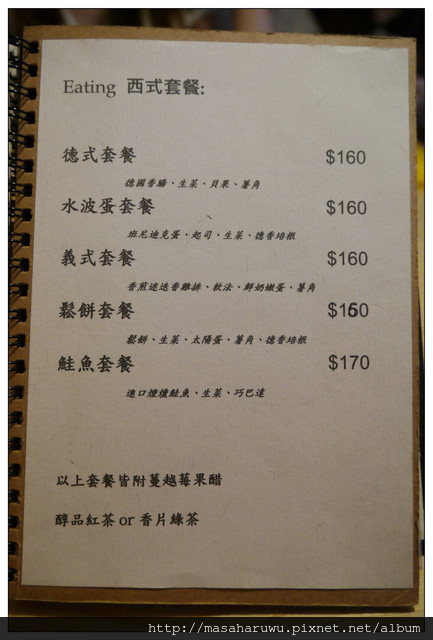 Eating 西式套餐:
德式套餐 $160
德國香腸、生菜、貝果、薯角
水波蛋套餐 $160
班尼迪克蛋、起司、生菜、德香培根
義式套餐 $160
香煎迷迭香雞排、軟法、鮮奶嫩蛋、薯角
鬆餅套餐 $150
鬆餅、生菜、太陽蛋、薯角、德香培根
鮭魚套餐 $170
進口煙燻鮭魚、生菜、巧巴達
以上套餐皆附蔓越莓果醋
醇品紅茶 or 香片綠茶
http://masaharuwu.pixnet.net/album